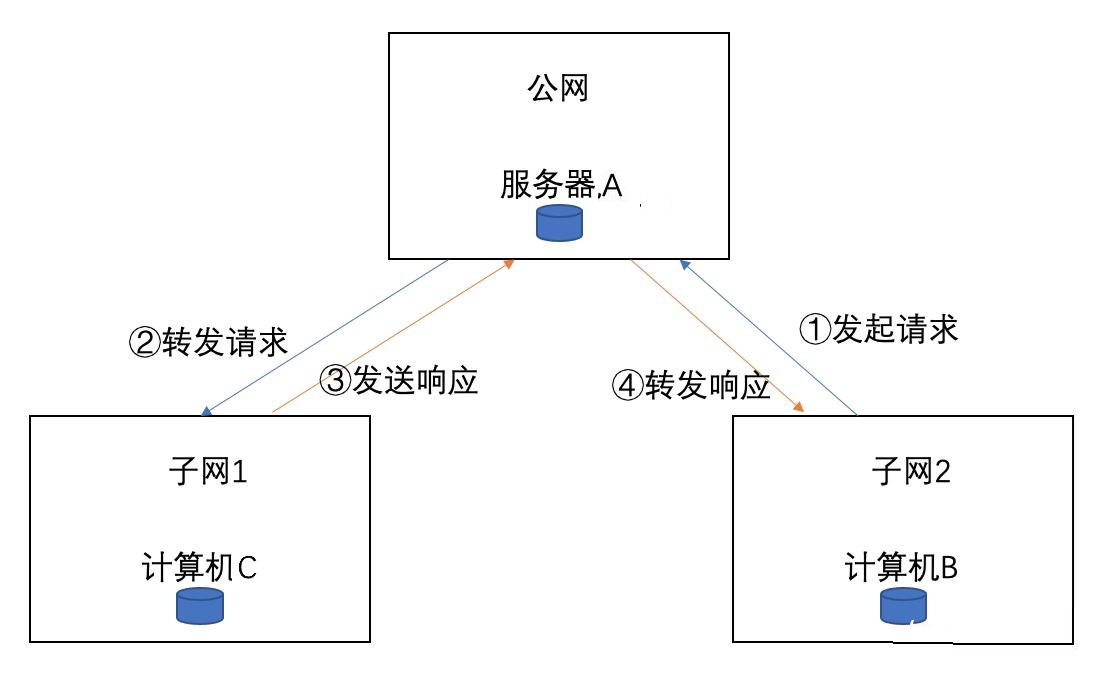 公网
服务器,A
①发起请求
②转发请求
③发送响应
④转发响应
子网1
子网2
计算机C
计算机B